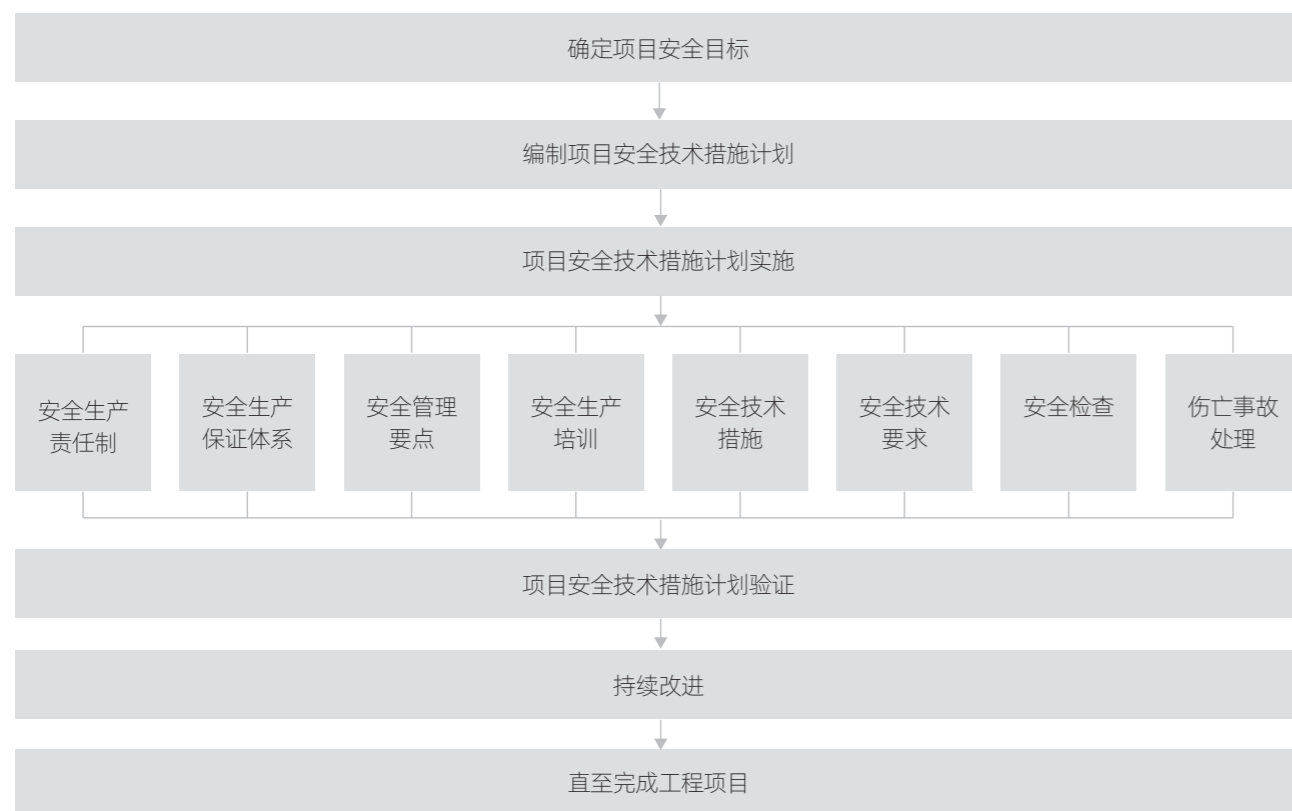 确定项目安全目标
编制项目安全技术措施计划
项目安全技术措施计划实施
安全生产
责任制
安全生产
保证体系
安全管理
要点
安全生产
培训
安全技术
措施
安全技术
要求
安全检查
伤亡事故
处理
项目安全技术措施计划验证
持续改进
直至完成工程项目